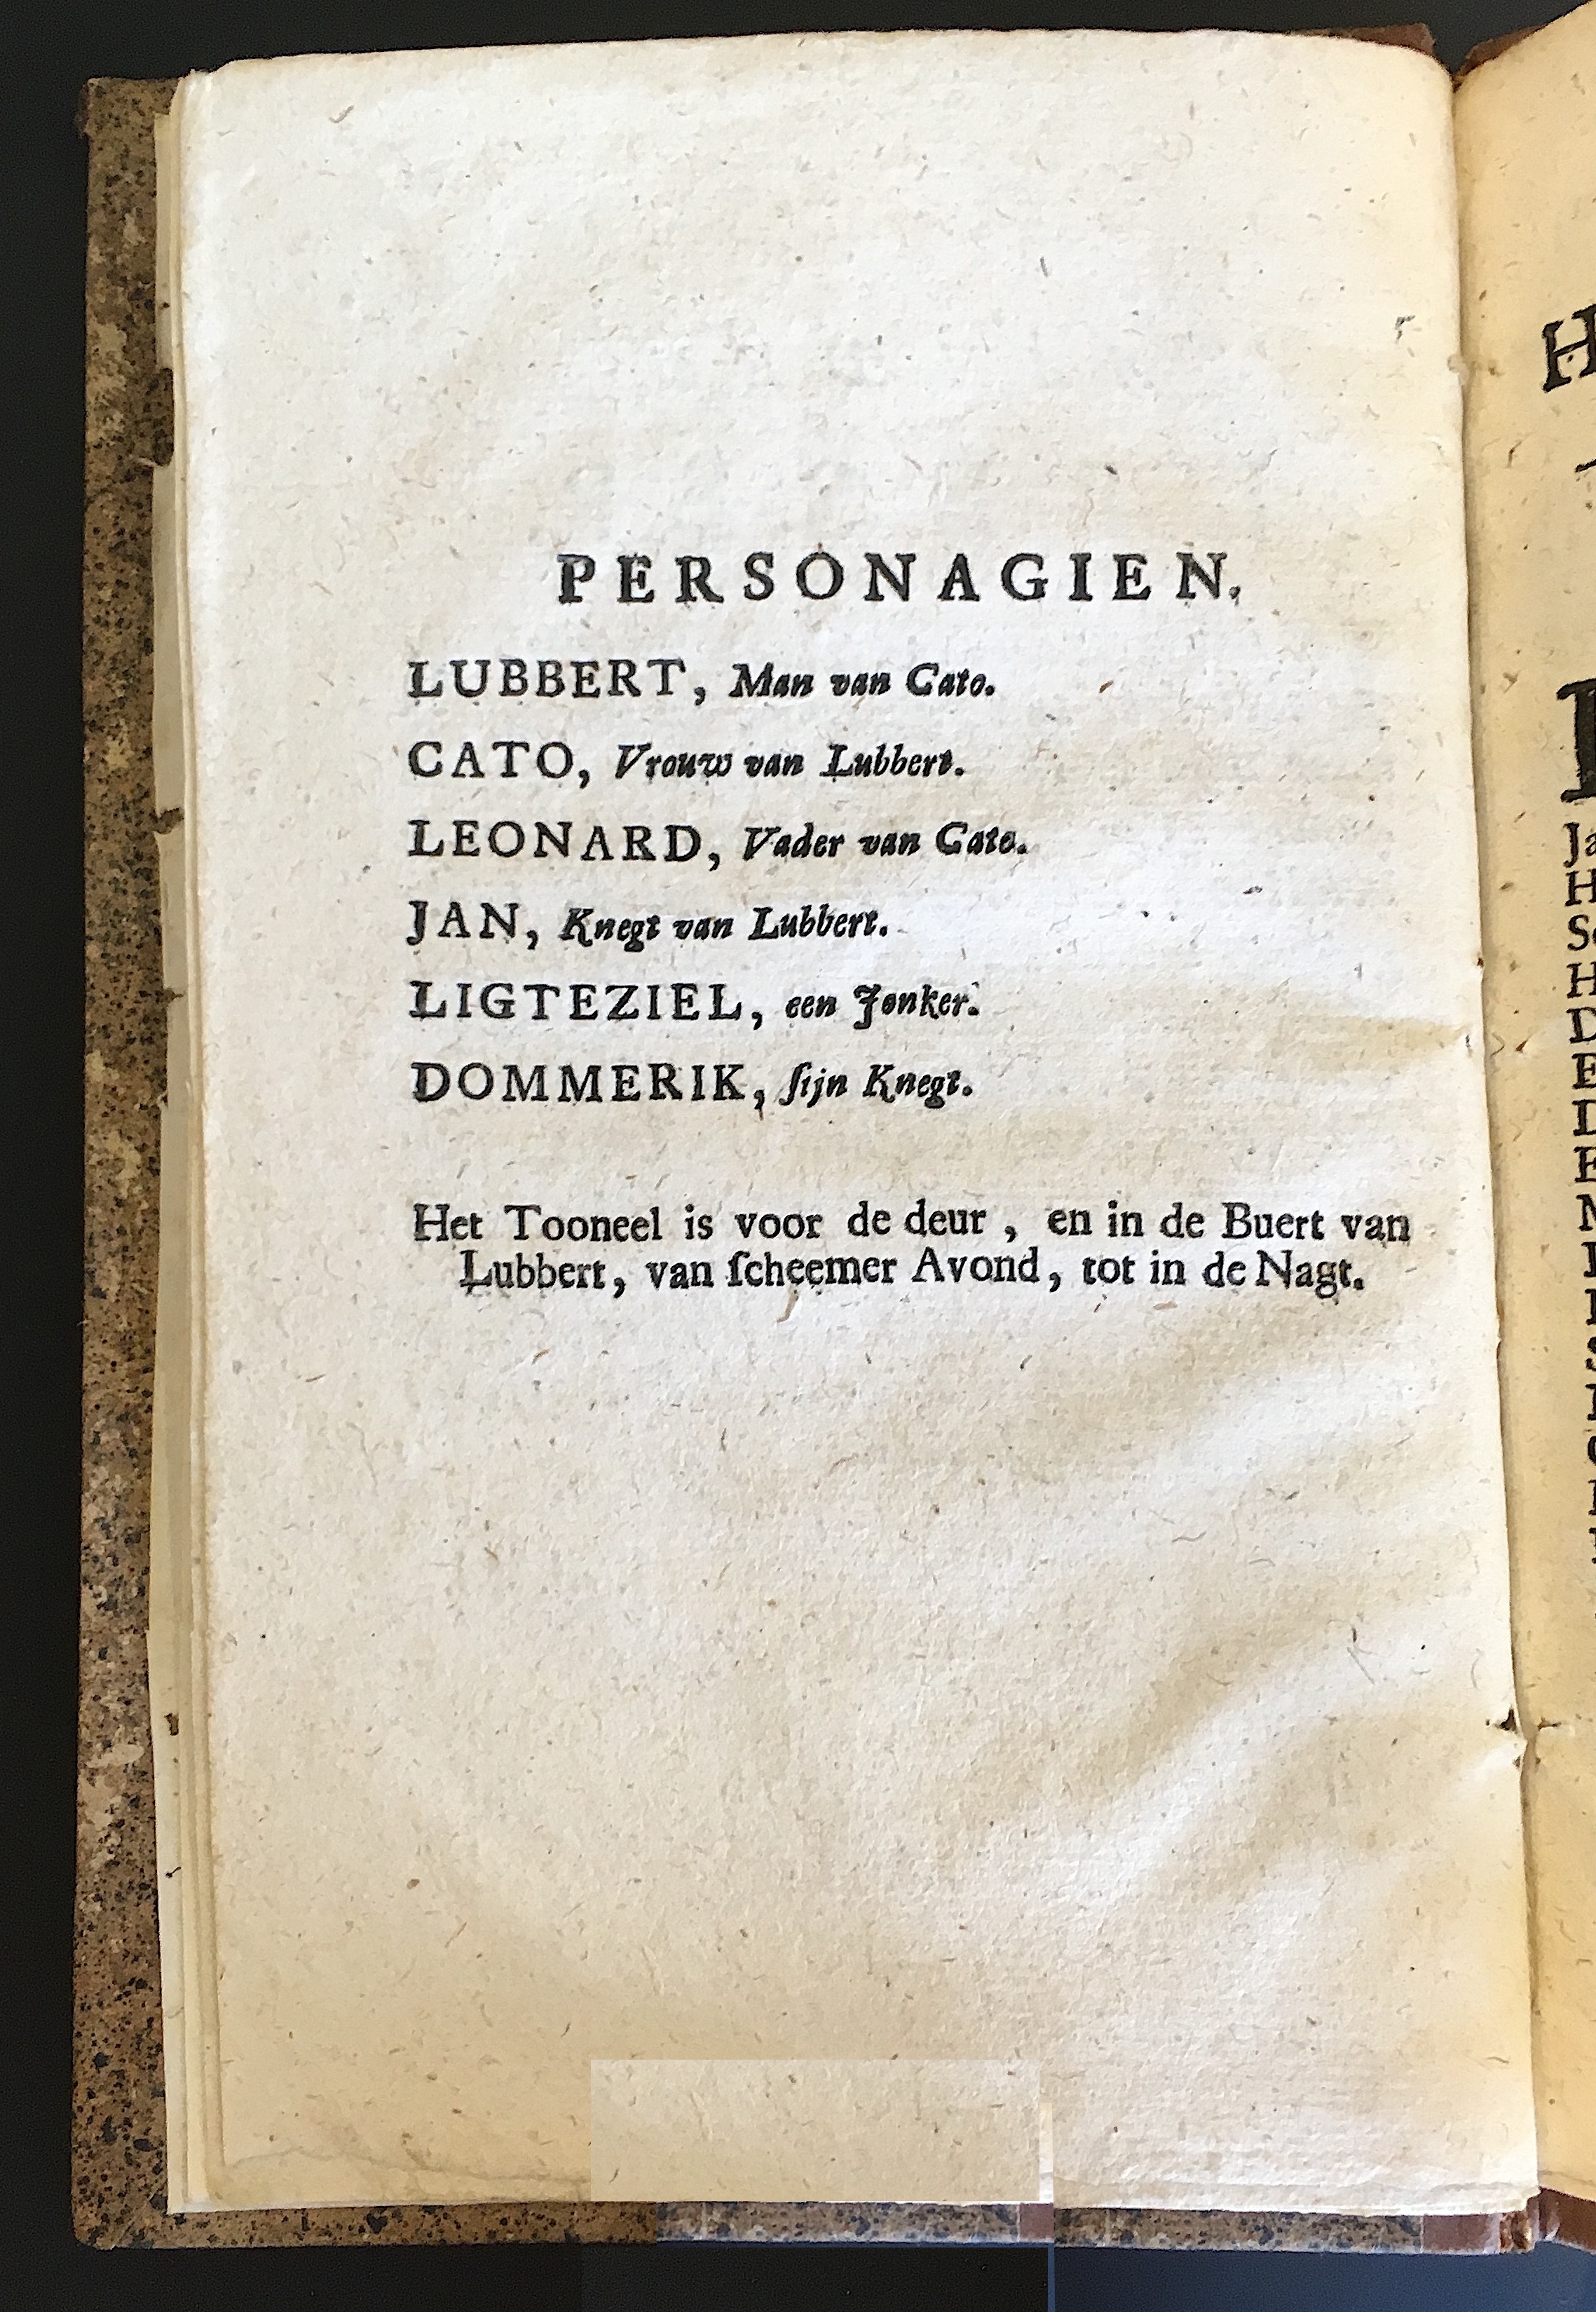 PERSONAGIEN.
LUBBERT, Man van Cato.
CATO, Vrouw van Lubbert.
LEONARD, Vader van Cato.
JAN, Knegt van Lubbert.
LIGTEZIEL, een Jonker.
DOMMERIK, ſijn Knegt.
Het Tooneel is voor de deur , en in de Buert van
Lubbert, van ſcheemer Avond, tot in de Nagt.